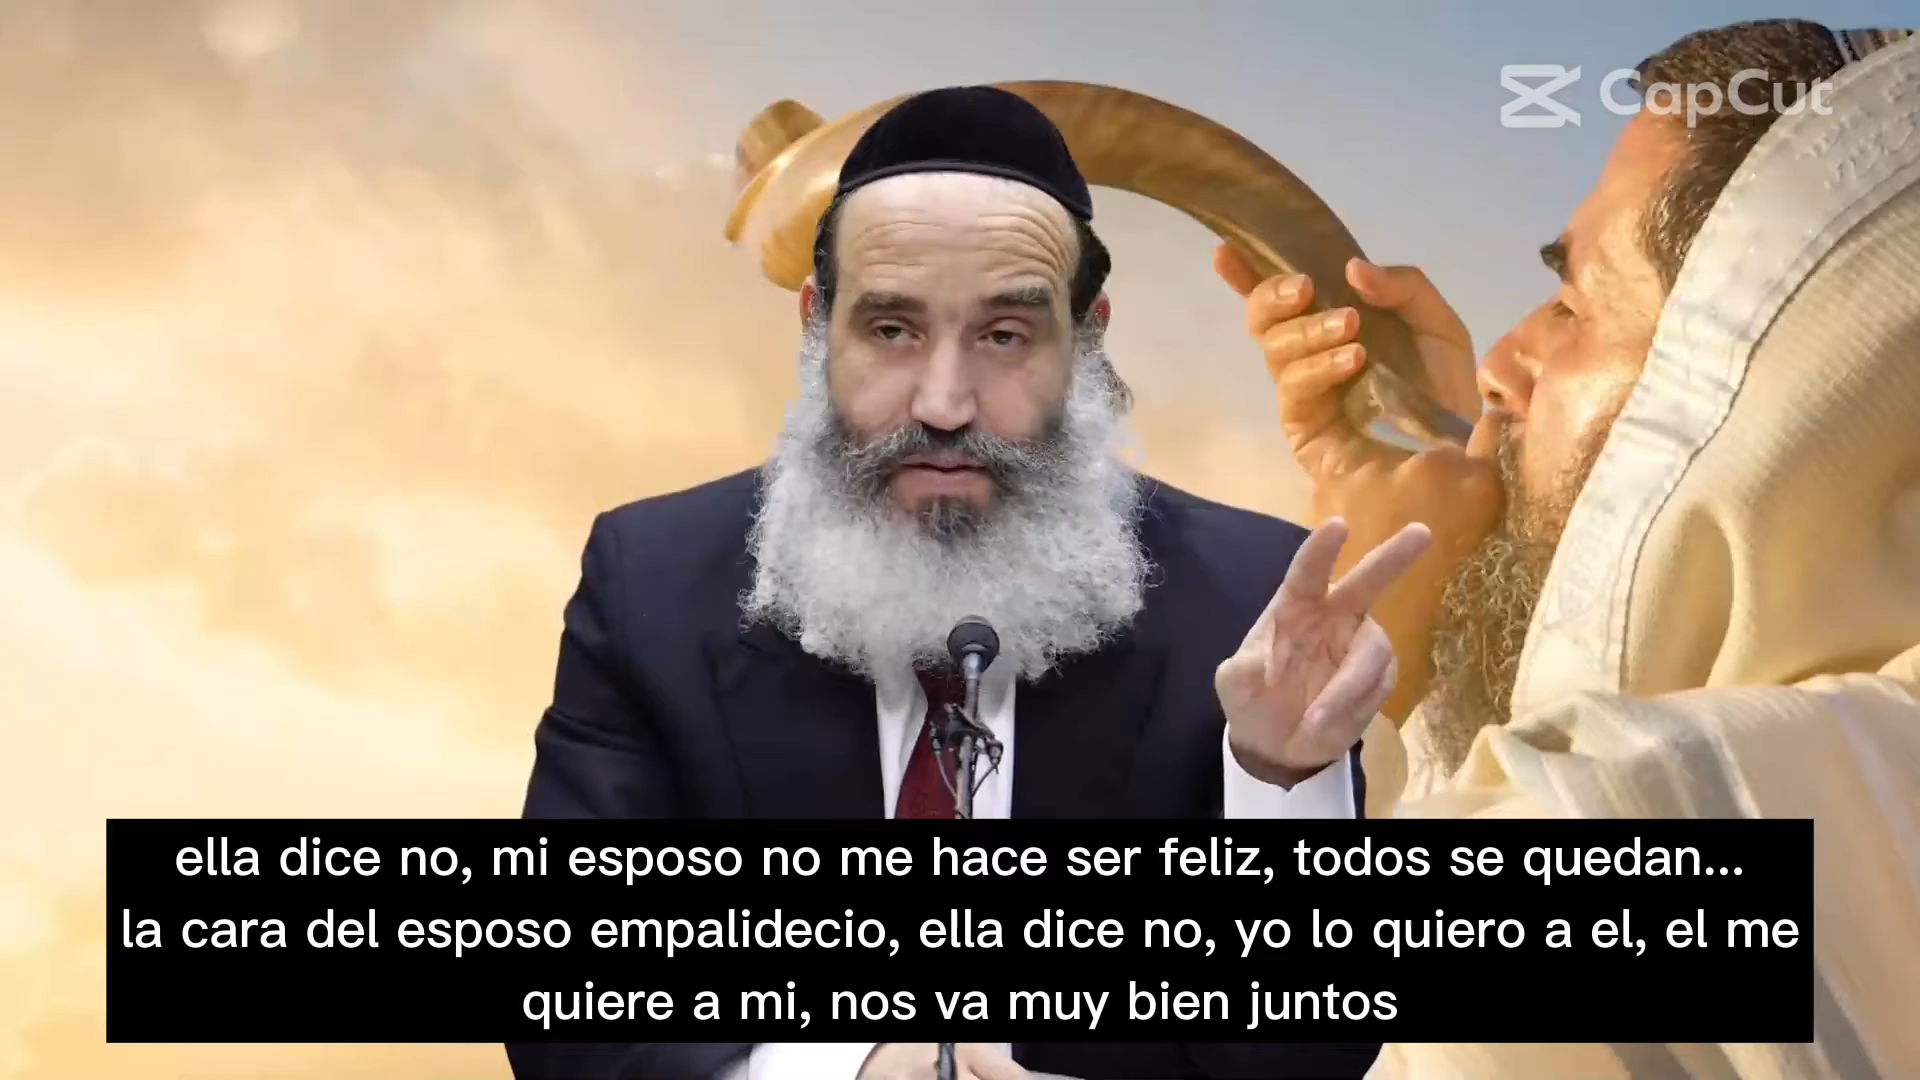 CapCut
ella dice no, mi esposo no me hace ser feliz, todos se quedan...
la cara del esposo empalidecio, ella dice no, yo lo quiero a el, el me
quiere a mi, nos va muy bien juntos